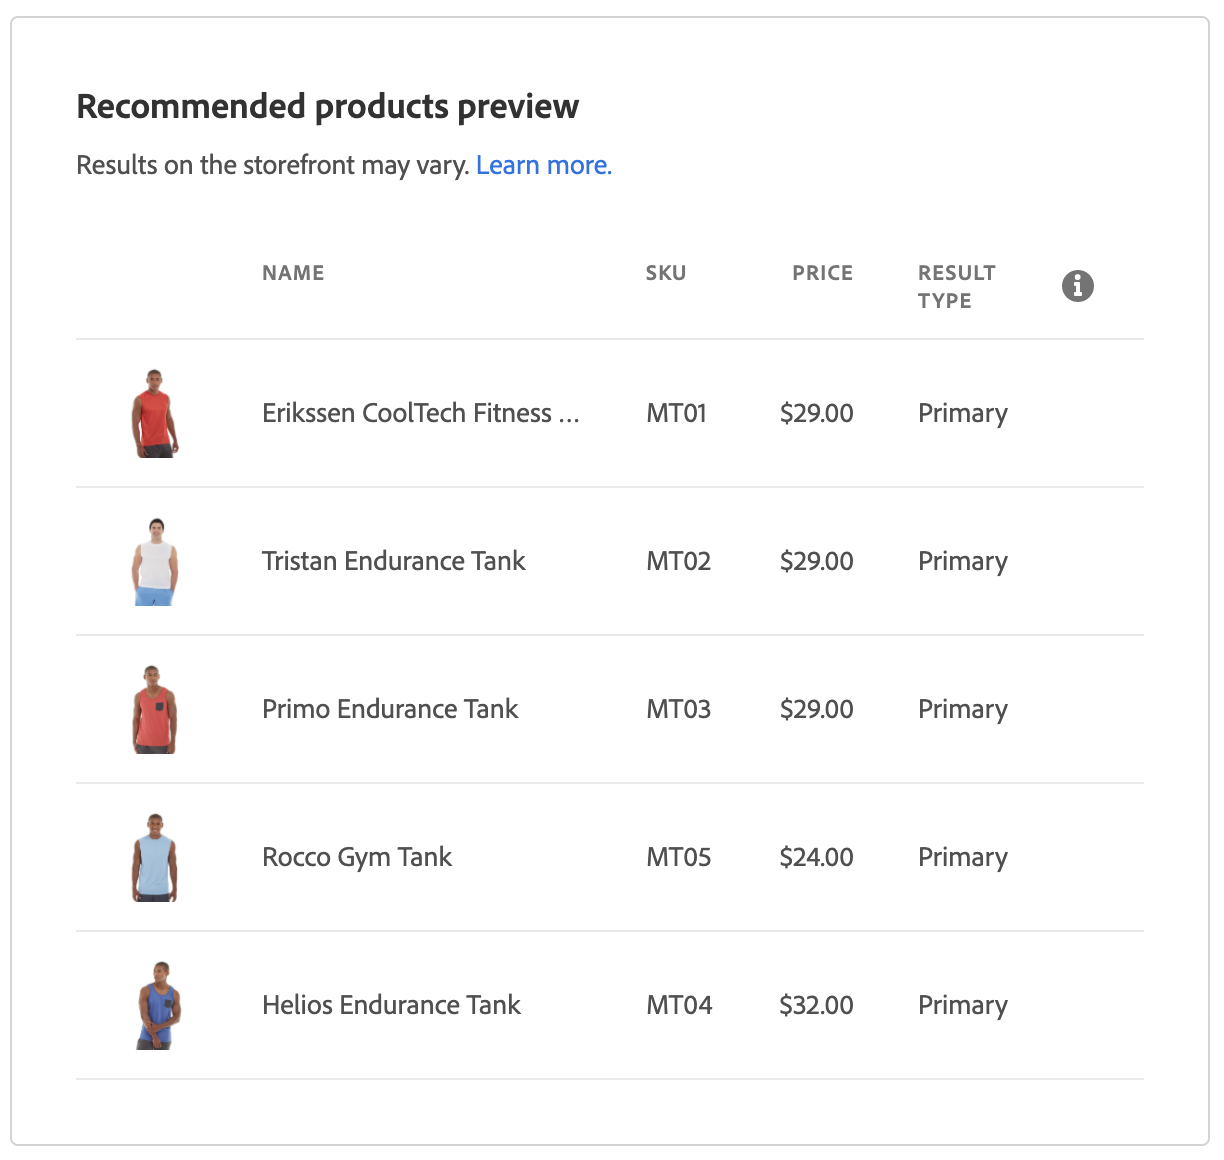 Recommended products preview
Results on the storefront may vary. Learn more.
NAME SKU PRICE RESULT TYPE
Erikssen CoolTech Fitness ... MT01 $29.00 Primary
Tristan Endurance Tank MT02 $29.00 Primary
Primo Endurance Tank MT03 $29.00 Primary
Rocco Gym Tank MT05 $24.00 Primary
Helios Endurance Tank MT04 $32.00 Primary